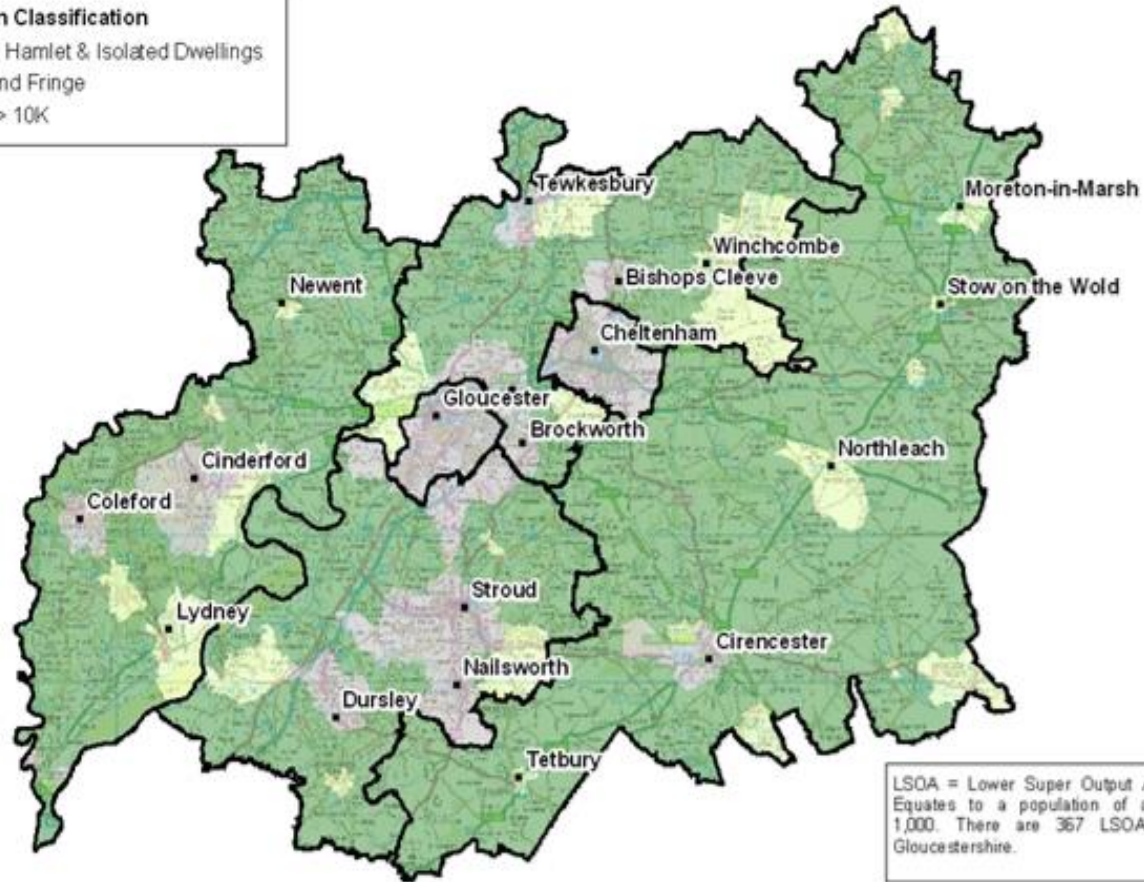 Classification
Hamlet & Isolated Dwellings
nd Fringe
> 10K
Tewkesbury
Moreton-in-Marsh
Winchcombe
Bishops Cleeve
Newent
Stow on the Wold
Cheltenham
Gloucester
Brockworth
Northleach
Cinderford
Coleford
Stroud
Lydney
Cirencester
Nailsworth
Dursley
Tetbury
LSOA = Lower Super Output
Equates to a population of
1,000. There are 367 LSOA
Gloucestershire.